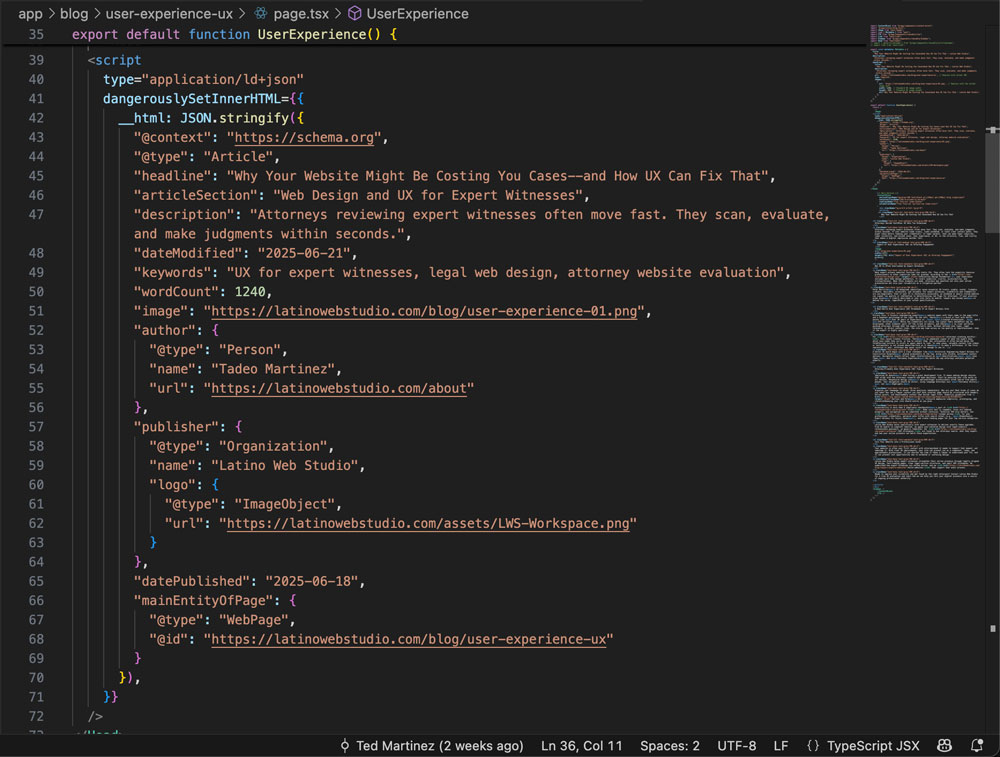 app > blog > user-experience-ux > page.tsx > UserExperience
35 export default function UserExperience() {
39 <script
40 type="application/ld+json"
41 dangerouslySetInnerHTML={{
42 __html: JSON.stringify({
43 "@context": "https://schema.org",
44 "@type": "Article",
45 "headline": "Why Your Website Might Be Costing You Cases––and How UX Can Fix That",
46 "articleSection": "Web Design and UX for Expert Witnesses",
47 "description": "Attorneys reviewing expert witnesses often move fast. They scan, evaluate,
and make judgments within seconds.",
48 "dateModified": "2025-06-21",
49 "keywords": "UX for expert witnesses, legal web design, attorney website evaluation",
50 "wordCount": 1240,
51 "image": "https://latinowebstudio.com/blog/user-experience-01.png",
52 "author": {
53 "@type": "Person",
54 "name": "Tadeo Martinez",
55 "url": "https://latinowebstudio.com/about"
56 },
57 "publisher": {
58 "@type": "Organization",
59 "name": "Latino Web Studio",
60 "logo": {
61 "@type": "ImageObject",
62 "url": "https://latinowebstudio.com/assets/LWS-Workspace.png"
63 }
64 },
65 "datePublished": "2025-06-18",
66 "mainEntityOfPage": {
67 "@type": "WebPage",
68 "@id": "https://latinowebstudio.com/blog/user-experience-ux"
69 }
70 }),
71 }}
72 />
Ted Martinez (2 weeks ago) Ln 36, Col 11 Spaces: 2 UTF-8 LF {} TypeScript JSX